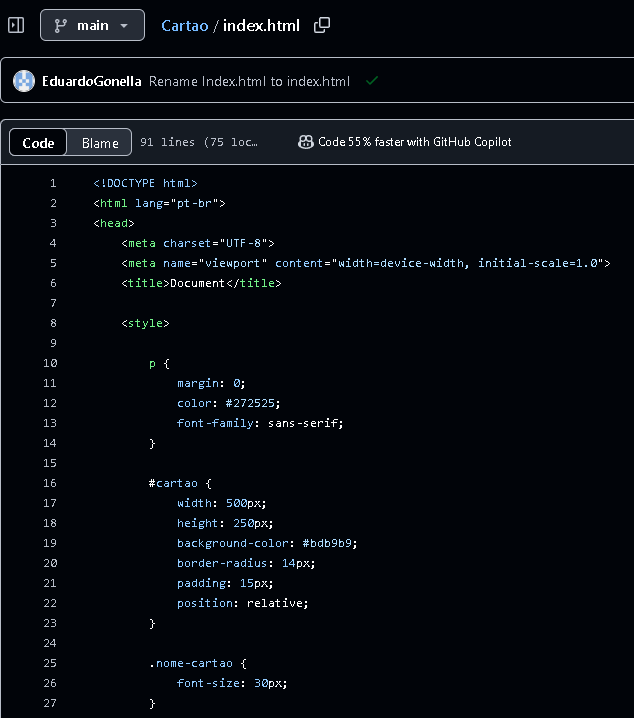 main
Cartao / index.html
EduardoGonella Rename Index.html to index.html
Code Blame 91 lines (75 loc… Code 55% faster with GitHub Copilot
1 <!DOCTYPE html>
2 <html lang="pt-br">
3 <head>
4 <meta charset="UTF-8">
5 <meta name="viewport" content="width=device-width, initial-scale=1.0">
6 <title>Document</title>
7
8 <style>
9
10 p {
11 margin: 0;
12 color: #272525;
13 font-family: sans-serif;
14 }
15
16 #cartao {
17 width: 500px;
18 height: 250px;
19 background-color: #bdb9b9;
20 border-radius: 14px;
21 padding: 15px;
22 position: relative;
23 }
24
25 .nome-cartao {
26 font-size: 30px;
27 }